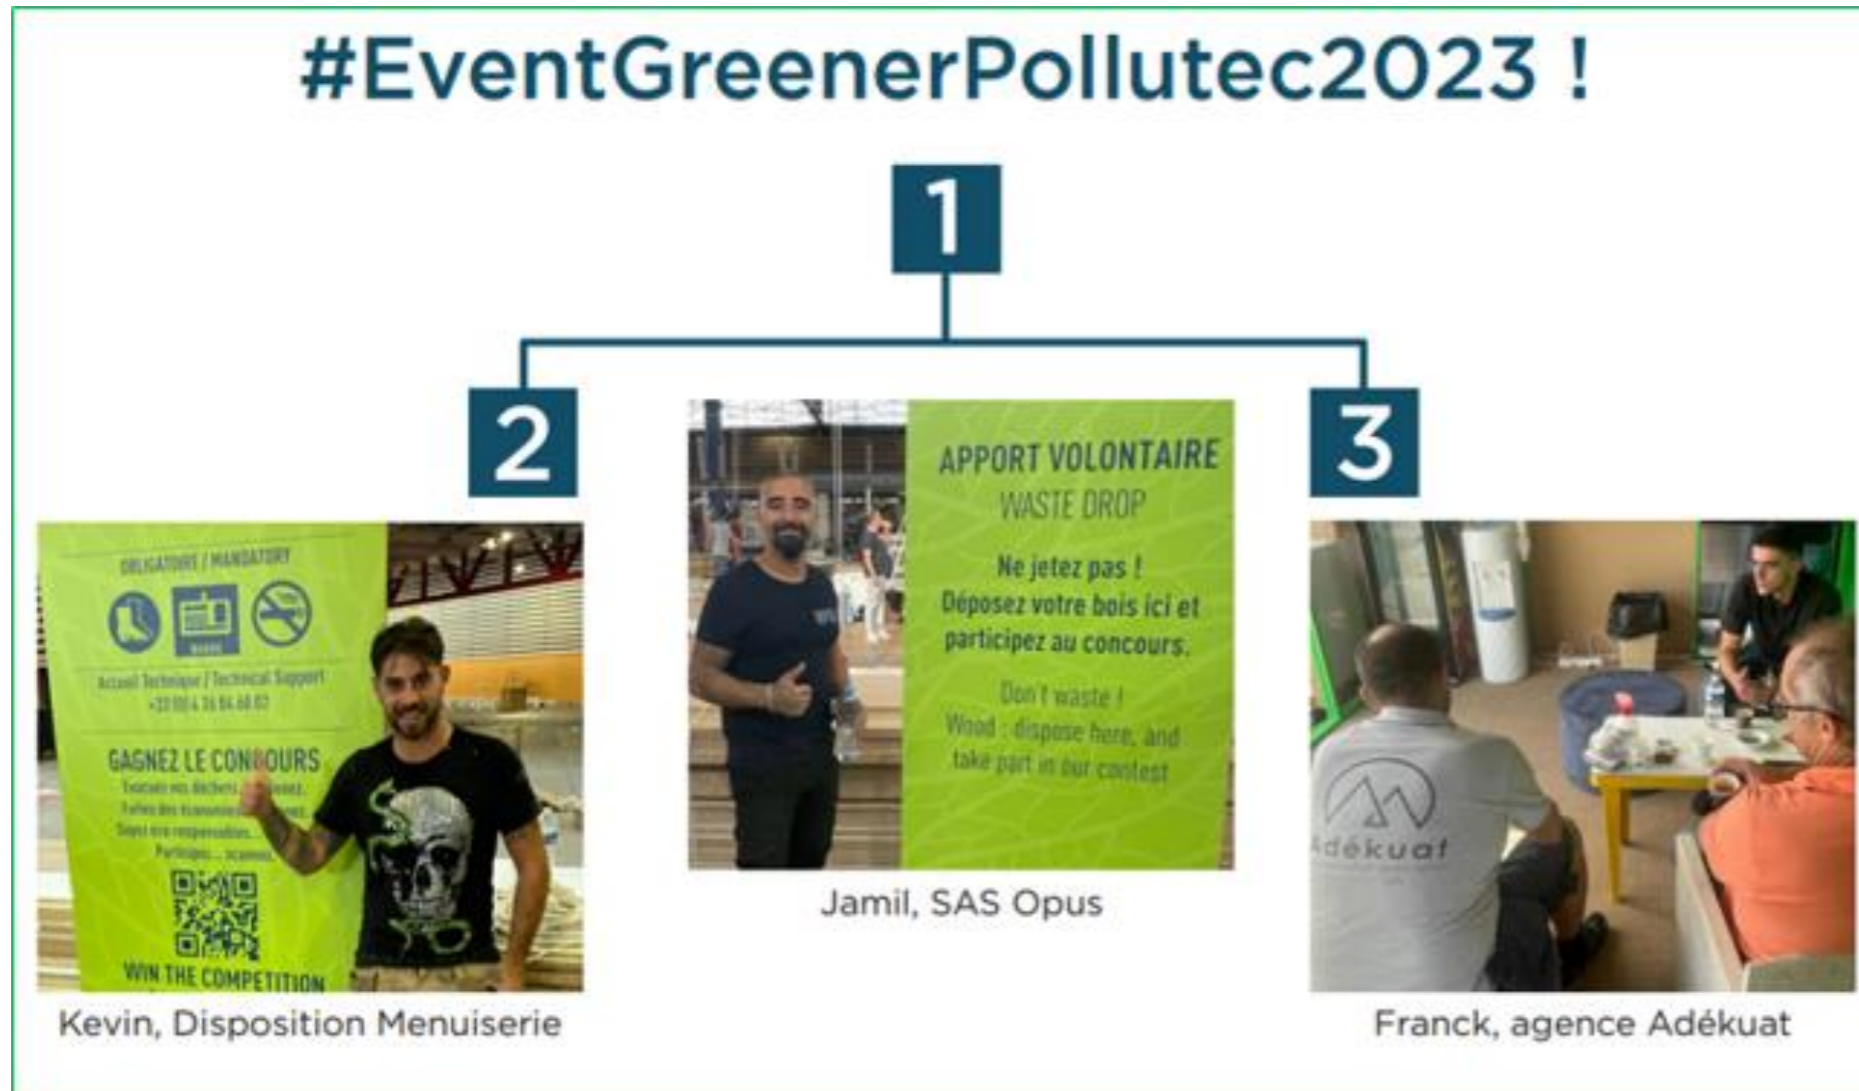 #EventGreenerPollutec2023 !
1
2
3
OBLIGATOIRE / MANDATORY
BADGE
Accueil Technique / Technical Support
GAGNEZ LE CONCOURS
WIN THE COMPETITION
Kevin, Disposition Menuiserie
APPORT VOLONTAIRE
WASTE DROP
Ne jetez pas !
Déposez votre bois ici et
participez au concours.
Don't waste !
Wood : dispose here, and
take part in our contest
Jamil, SAS Opus
Adékuat
Franck, agence Adékuat